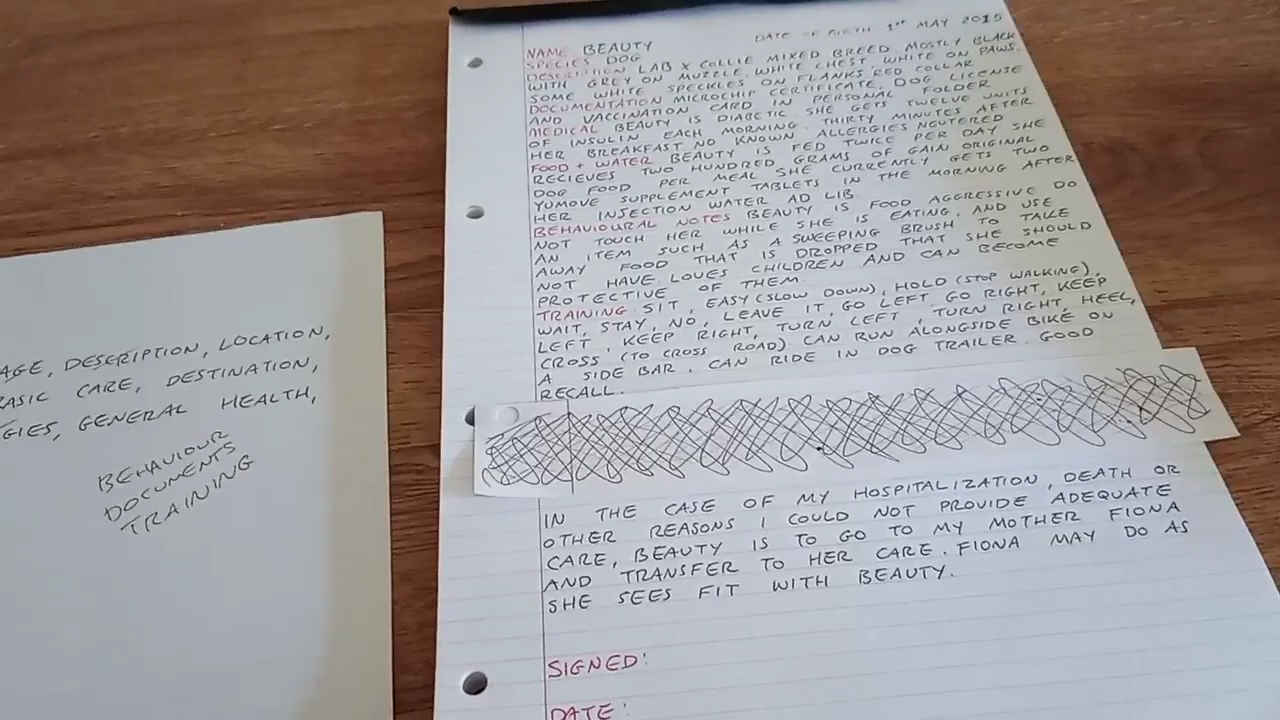 AGE, DESCRIPTION, LOCATION,
BASIC CARE, DESTINATION,
GIES, GENERAL HEALTH,
BEHAVIOUR
DOCUMENTS
TRAINING
NAME BEAUTY DATE OF BIRTH 1ST MAY 2015
SPECIES DOG
DESCRIPTION LAB X COLLIE MIXED BREED. MOSTLY BLACK
WITH GREY ON MUZZLE. WHITE CHEST WHITE ON PAWS.
SOME WHITE SPECKLES ON FLANKS RED COLLAR
DOCUMENTATION MICROCHIP CERTIFICATE, DOG LICENSE
AND VACCINATION CARD IN PERSONAL FOLDER
MEDICAL BEAUTY IS DIABETIC SHE GETS TWELVE UNITS
OF INSULIN EACH MORNING. THIRTY MINUTES AFTER
HER BREAKFAST NO KNOWN ALLERGIES NEUTERED
FOOD + WATER BEAUTY IS FED TWICE PER DAY SHE
RECIEVES TWO HUNDRED GRAMS OF GAIN ORIGINAL
DOG FOOD PER MEAL SHE CURRENTLY GETS TWO
YUMOVE SUPPLEMENT TABLETS IN THE MORNING AFTER
HER INJECTION WATER AD LIB.
BEHAVIOURAL NOTES BEAUTY IS FOOD AGGRESSIVE DO
NOT TOUCH HER WHILE SHE IS EATING, AND USE
AN ITEM SUCH AS A SWEEPING BRUSH TO TAKE
AWAY FOOD THAT IS DROPPED THAT SHE SHOULD
NOT HAVE. LOVES CHILDREN AND CAN BECOME
PROTECTIVE OF THEM.
TRAINING SIT, EASY (SLOW DOWN), HOLD (STOP WALKING),
WAIT, STAY, NO, LEAVE IT, GO LEFT, GO RIGHT, KEEP
LEFT, KEEP RIGHT, TURN LEFT, TURN RIGHT, HEEL,
CROSS (TO CROSS ROAD). CAN RUN ALONGSIDE BIKE ON
A SIDE BAR. CAN RIDE IN DOG TRAILER. GOOD
RECALL.
IN THE CASE OF MY HOSPITALIZATION, DEATH OR
OTHER REASONS I COULD NOT PROVIDE ADEQUATE
CARE, BEAUTY IS TO GO TO MY MOTHER FIONA
AND TRANSFER TO HER CARE. FIONA MAY DO AS
SHE SEES FIT WITH BEAUTY.
SIGNED:
DATE: